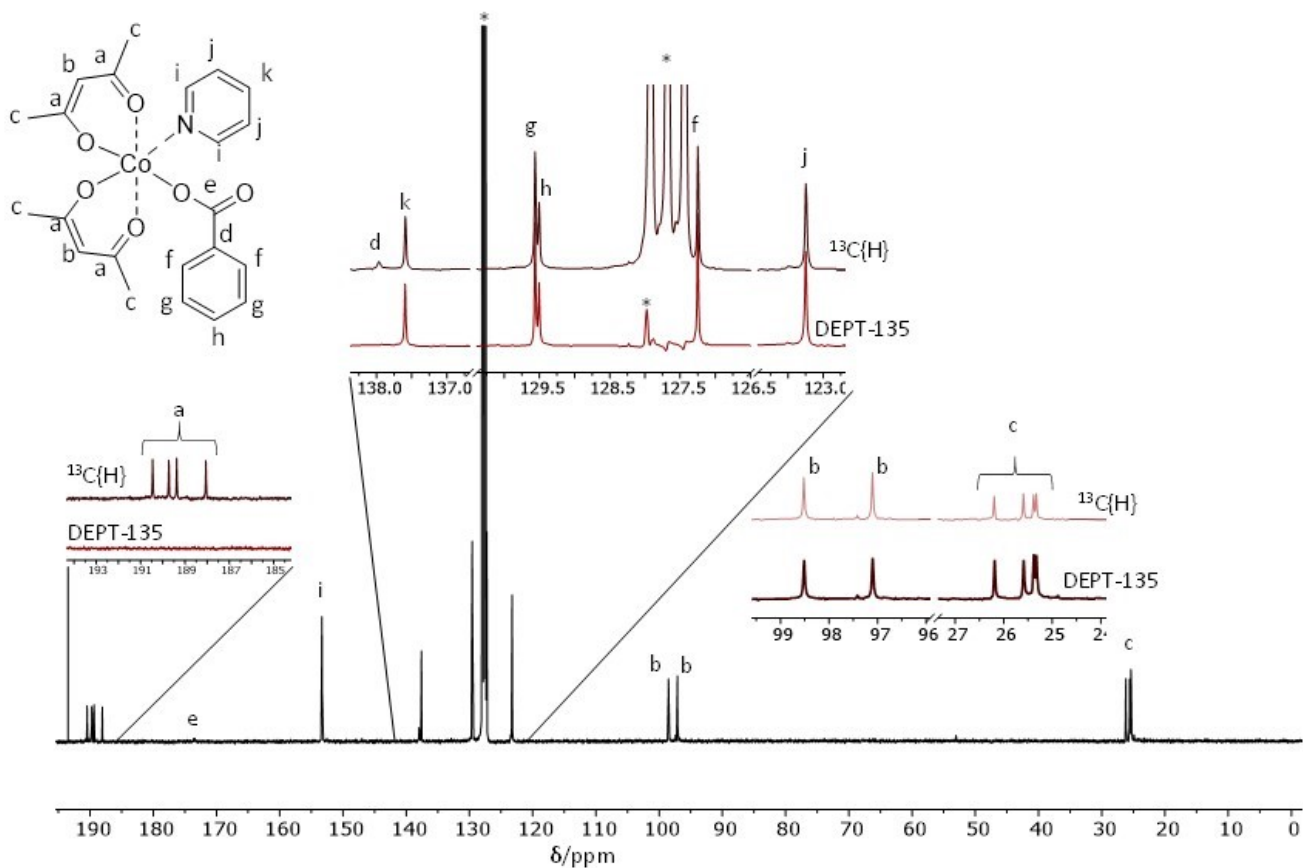 *
c
a
b
j
i
k
a
O
c
N
j
O
i
Co
O
e
O
O
c
a
O
d
b
a
f
f
c
g
g
h
*
g
f
h
j
k
d
¹³C{H}
*
DEPT-135
138.0 137.0 129.5 128.5 127.5 126.5 123.0
a
¹³C{H}
DEPT-135
193 191 189 187 185
c
b b
¹³C{H}
DEPT-135
99 98 97 96 27 26 25 24
i
e
b b
c
190 180 170 160 150 140 130 120 110 100 90 80 70 60 50 40 30 20 10 0
δ/ppm